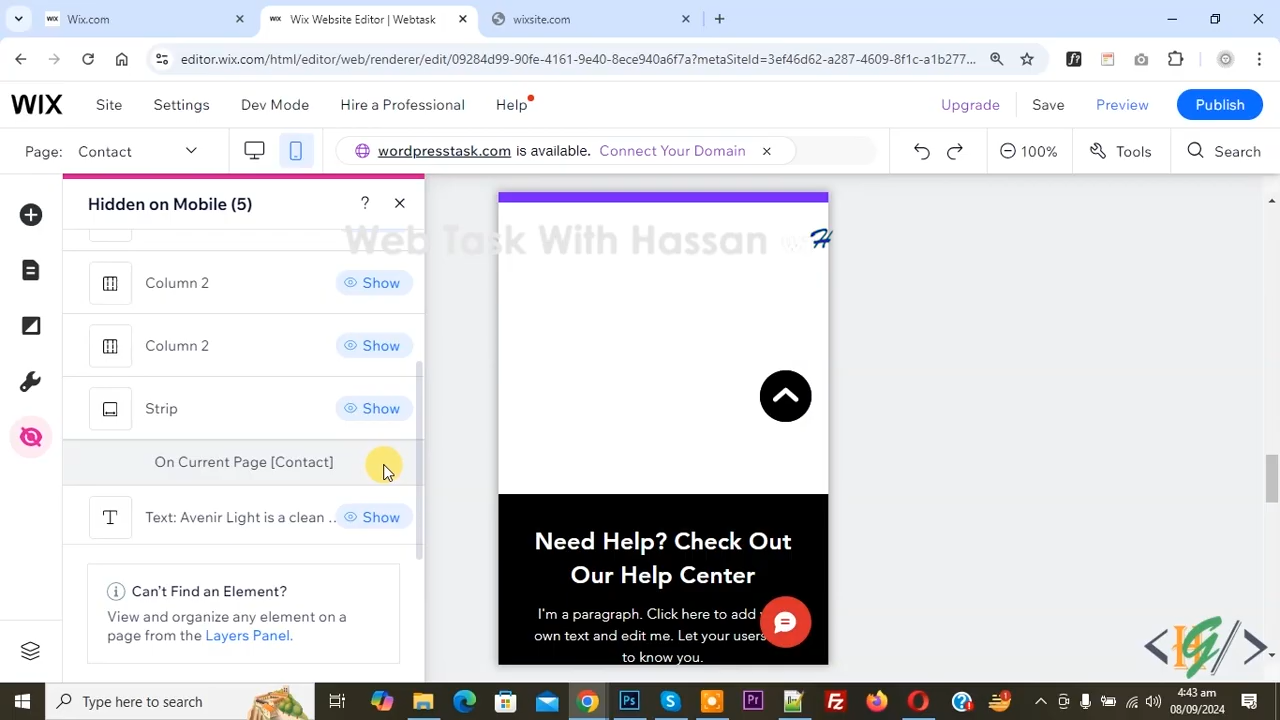 WIX Wix.com
WIX Wix Website Editor | Webtask
wixsite.com
editor.wix.com/html/editor/web/renderer/edit/09284d99-90fe-4161-9e40-8ece940a6f7a?metaSiteId=3ef46d62-a287-4609-8f1c-a1b277...
WIX Site Settings Dev Mode Hire a Professional Help Upgrade Save Preview Publish
Page: Contact wordpresstask.com is available. Connect Your Domain 100% Tools Search
Hidden on Mobile (5) ?
Web Task With Hassan
H
Column 2 Show
Column 2 Show
Strip Show
On Current Page [Contact]
T Text: Avenir Light is a clean ... Show
Can't Find an Element?
View and organize any element on a
page from the Layers Panel.
Need Help? Check Out
Our Help Center
I'm a paragraph. Click here to add
own text and edit me. Let your users
to know you.
Type here to search
4:43 am
08/09/2024